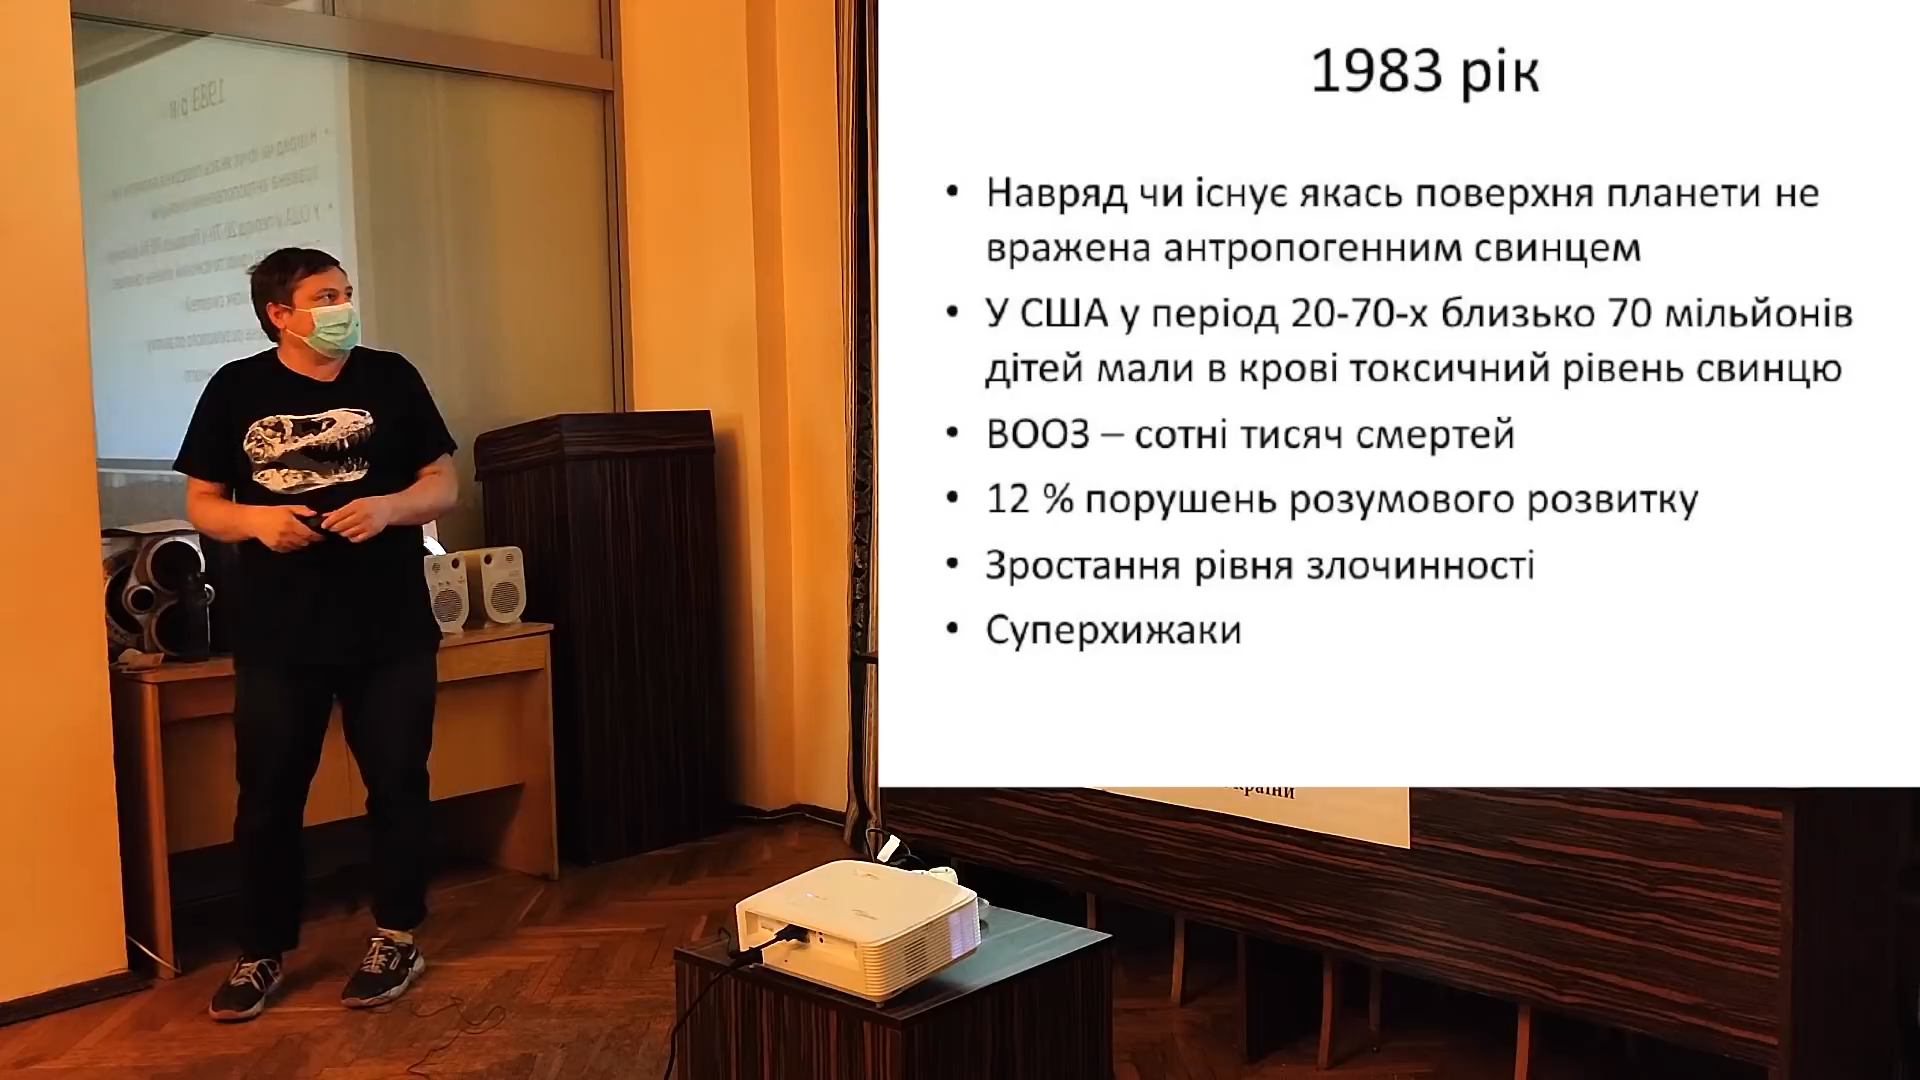 1983 рік
• Навряд чи існує якась поверхня планети не
вражена антропогенним свинцем
• У США у період 20-70-х близько 70 мільйонів
дітей мали в крові токсичний рівень свинцю
• ВООЗ – сотні тисяч смертей
• 12 % порушень розумового розвитку
• Зростання рівня злочинності
• Суперхижаки